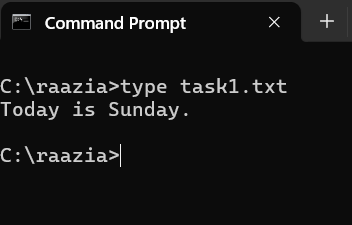 Command Prompt
C:\raazia>type task1.txt
Today is Sunday.
C:\raazia>